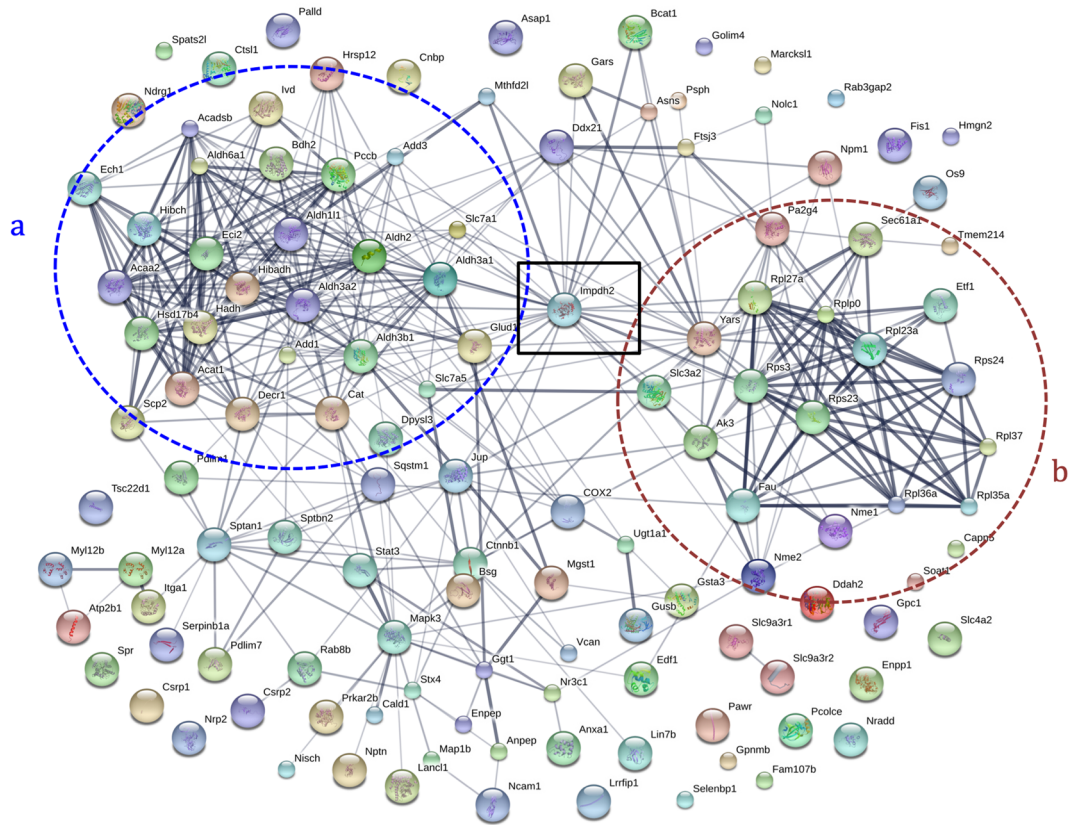 Palld
Asap1
Bcat1
Golim4
Spats2l
Ctsl1
Hrsp12
Cnbp
Marcksl1
Gars
Mthfd2l
Psph
Rab3gap2
Ndrg1
Ivd
Asns
Nolc1
Acadsb
Ddx21
Ftsj3
Fis1
Hmgn2
Add3
Npm1
Aldh6a1
Bdh2
Pccb
Ech1
Os9
Hibch
Aldh1l1
Slc7a1
Pa2g4
Sec61a1
a
Eci2
Aldh2
Tmem214
Acaa2
Hibadh
Aldh3a1
Impdh2
Rpl27a
Aldh3a2
Rplp0
Etf1
Hsd17b4
Hadh
Glud1
Yars
Rpl23a
Add1
Aldh3b1
Rps24
Acat1
Slc7a5
Slc3a2
Rps3
Scp2
Decr1
Cat
Rps23
Dpysl3
Ak3
Rpl37
Pdlim1
Sqstm1
Jup
Fau
b
Tsc22d1
COX2
Rpl36a
Rpl35a
Sptan1
Sptbn2
Nme1
Ugt1a1
Capn5
Myl12b
Myl12a
Stat3
Ctnnb1
Bsg
Mgst1
Nme2
Soat1
Itga1
Gsta3
Ddah2
Atp2b1
Serpinb1a
Mapk3
Gusb
Gpc1
Slc9a3r1
Slc4a2
Spr
Pdlim7
Rab8b
Ggt1
Vcan
Edf1
Slc9a3r2
Enpp1
Csrp1
Csrp2
Prkar2b
Stx4
Nr3c1
Cald1
Nrp2
Enpep
Pawr
Pcolce
Nradd
Nisch
Nptn
Map1b
Anpep
Anxa1
Lin7b
Gpnmb
Lancl1
Fam107b
Ncam1
Lrrfip1
Selenbp1